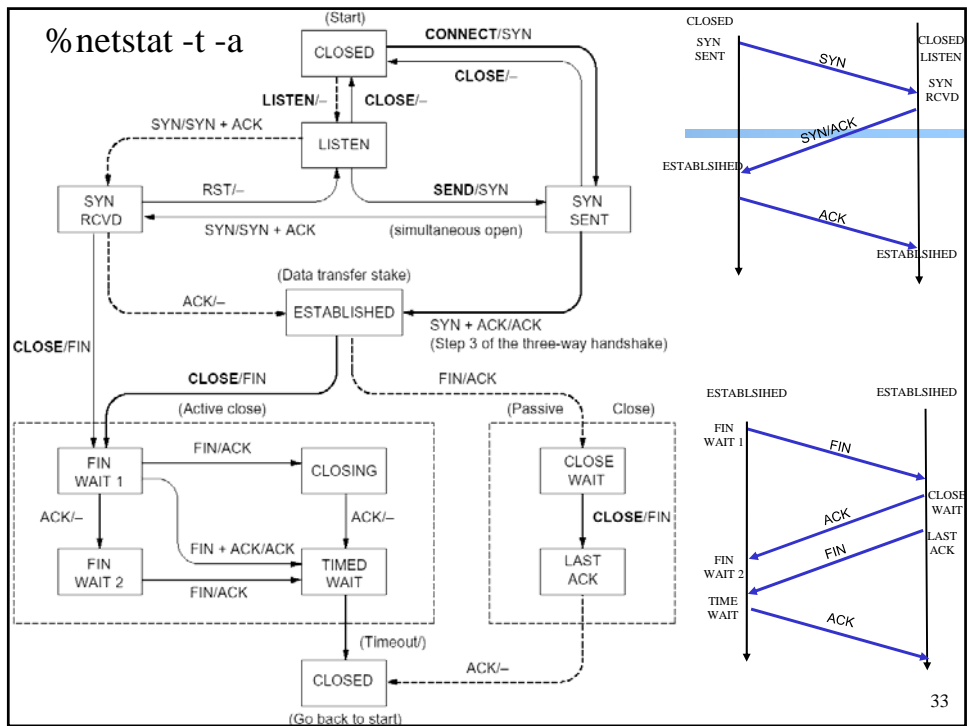 %netstat -t -a
(Start)
CLOSED
CONNECT/SYN
CLOSE/–
LISTEN/–
CLOSE/–
SYN/SYN + ACK
LISTEN
RST/–
SEND/SYN
SYN
RCVD
SYN
SENT
SYN/SYN + ACK
(simultaneous open)
(Data transfer stake)
ACK/–
ESTABLISHED
SYN + ACK/ACK
(Step 3 of the three-way handshake)
CLOSE/FIN
CLOSE/FIN
FIN/ACK
(Active close)
(Passive Close)
FIN
WAIT 1
FIN/ACK
CLOSING
CLOSE
WAIT
ACK/–
ACK/–
CLOSE/FIN
FIN + ACK/ACK
FIN
WAIT 2
FIN/ACK
TIMED
WAIT
LAST
ACK
(Timeout/)
ACK/–
CLOSED
(Go back to start)
CLOSED
SYN
SENT
SYN
CLOSED
LISTEN
SYN
RCVD
SYN/ACK
ESTABLSIHED
ACK
ESTABLSIHED
ESTABLSIHED
ESTABLSIHED
FIN
WAIT 1
FIN
CLOSE
WAIT
ACK
LAST
ACK
FIN
FIN
WAIT 2
TIME
WAIT
ACK
33